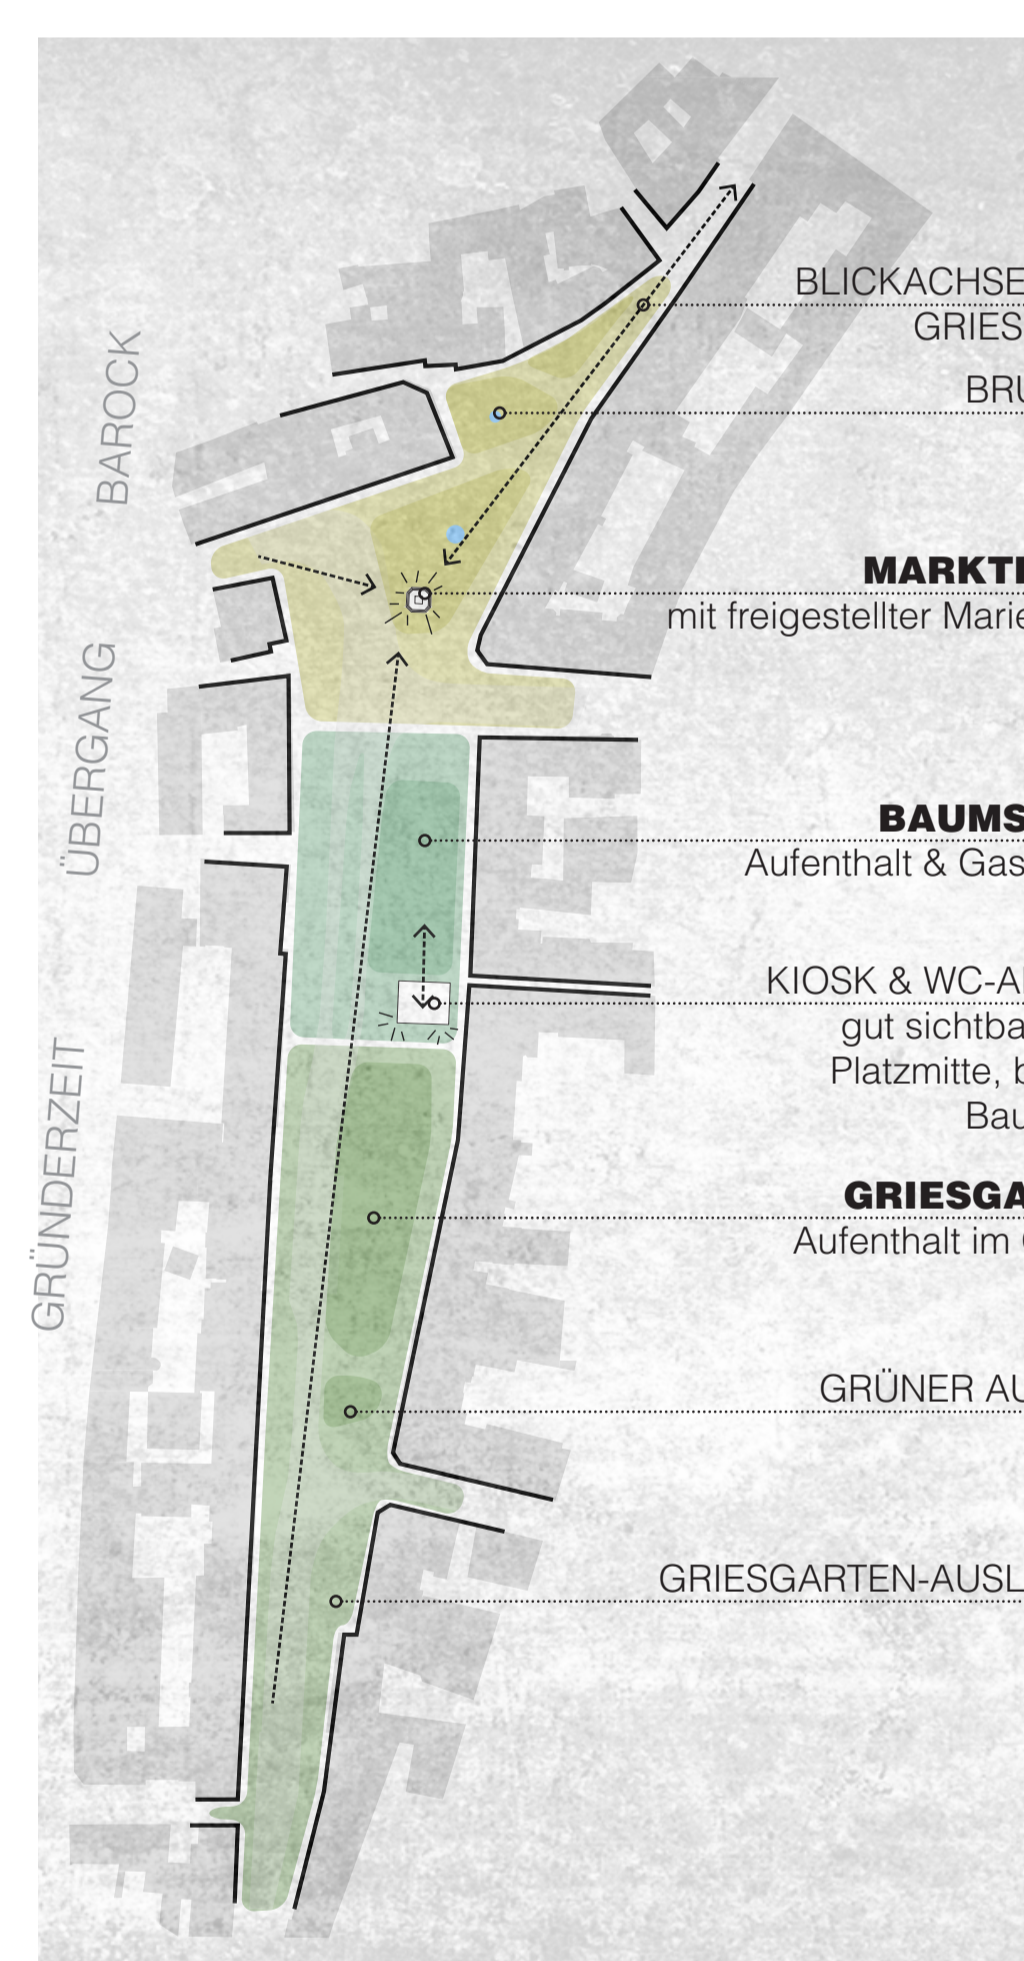 BAROCK
ÜBERGANG
GRÜNDERZEIT
BLICKACHSE
GRIES
BRU
MARKTI
mit freigestellter Marie
BAUMS
Aufenthalt & Gas
KIOSK & WC-A
gut sichtba
Platzmitte, b
Bau
GRIESGA
Aufenthalt im
GRÜNER AU
GRIESGARTEN-AUSL